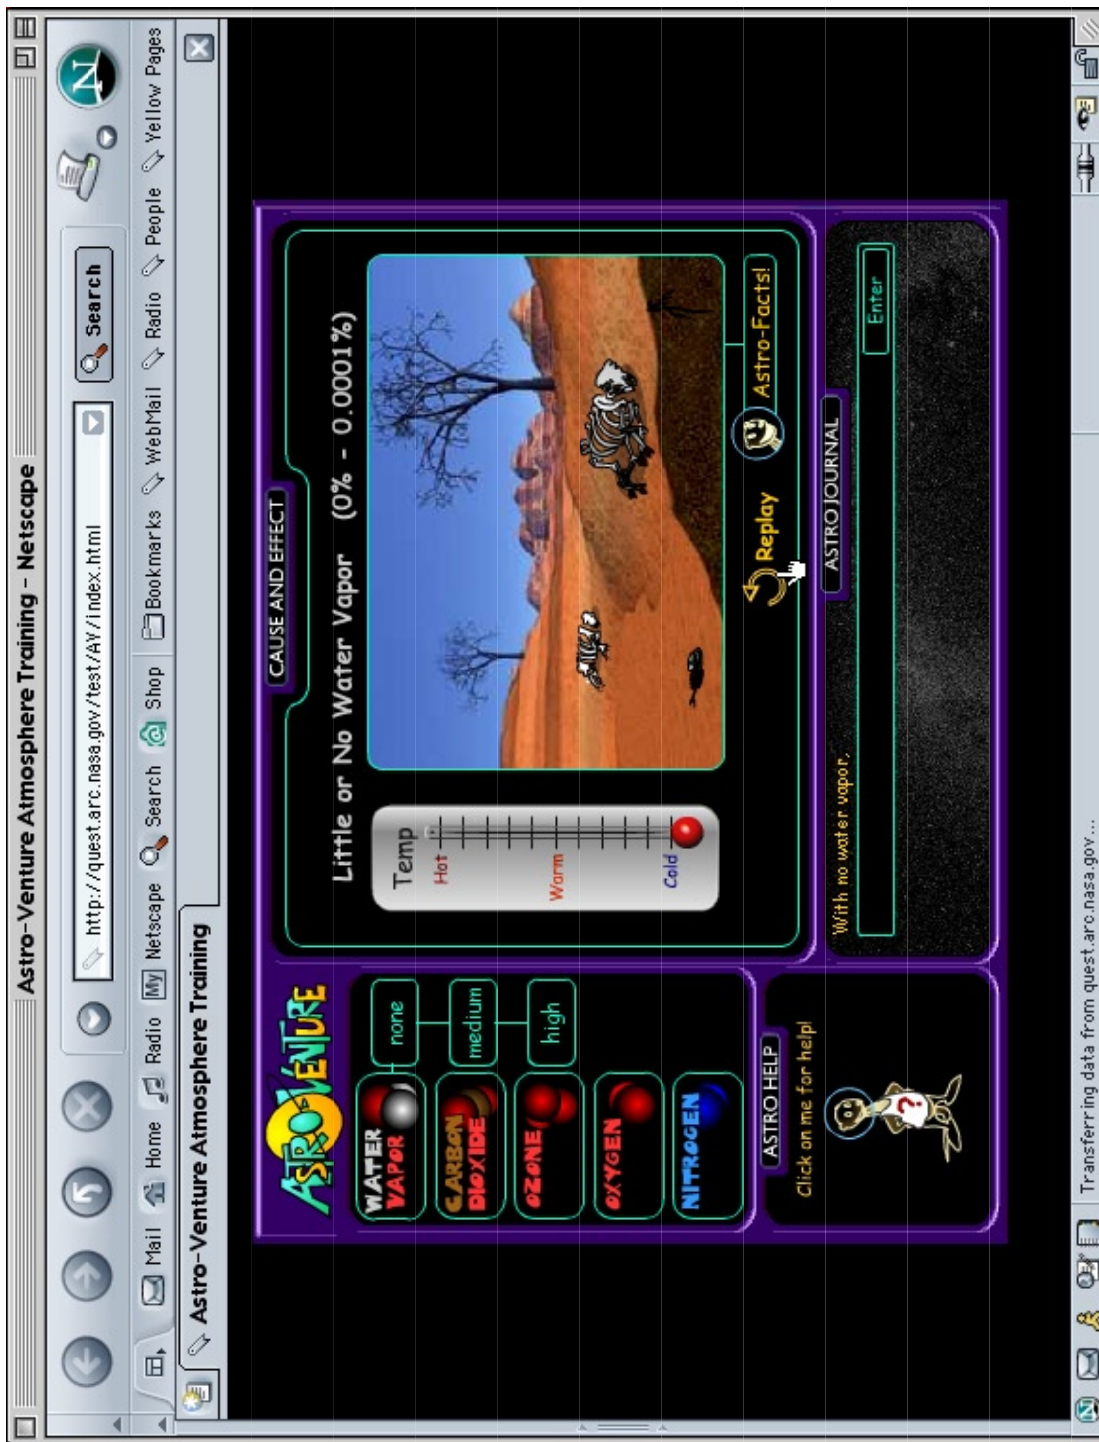 Astro-Venture Atmosphere Training - Netscape
http://quest.arc.nasa.gov/test/AV/index.html
Search
N
Mail
Home
Radio
My Netscape
Search
Shop
Bookmarks
WebMail
Radio
People
Yellow Pages
Astro-Venture Atmosphere Training
ASTRO-VENTURE
WATER VAPOR
none
CARBON DIOXIDE
medium
OZONE
high
OXYGEN
NITROGEN
ASTRO HELP
Click on me for help!
?
CAUSE AND EFFECT
Little or No Water Vapor (0% - 0.0001%)
Temp
Hot
Warm
Cold
Replay
Astro-Facts!
ASTRO JOURNAL
With no water vapor,
Enter
Transferring data from quest.arc.nasa.gov...